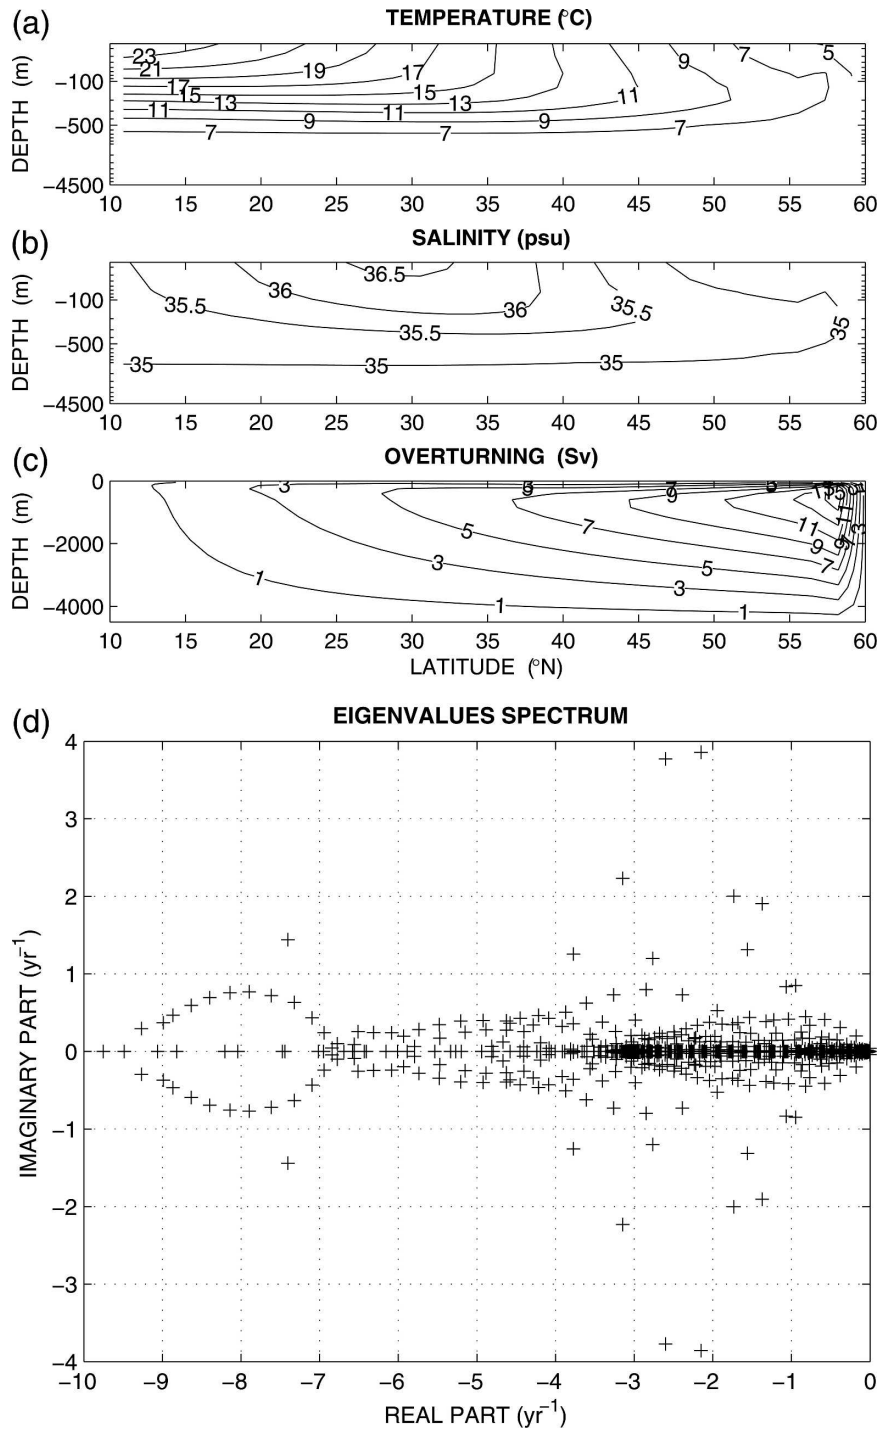 (a) TEMPERATURE (°C)
23
21 19 17 9 7 5
17
15 15
13 13 11
11 9 9
7 7 7
DEPTH (m)
−100
−500
−4500
10 15 20 25 30 35 40 45 50 55 60
(b) SALINITY (psu)
36.5
36 36
35.5 35.5 35.5
35 35 35 35
DEPTH (m)
−100
−500
−4500
10 15 20 25 30 35 40 45 50 55 60
(c) OVERTURNING (Sv)
3 7
9
5 7 11
3 5 9
1 3 7
1 1
3
11
DEPTH (m)
0
−2000
−4000
10 15 20 25 30 35 40 45 50 55 60
LATITUDE (°N)
(d) EIGENVALUES SPECTRUM
4
3
2
1
0
−1
−2
−3
−4
IMAGINARY PART (yr⁻¹)
−10 −9 −8 −7 −6 −5 −4 −3 −2 −1 0
REAL PART (yr⁻¹)